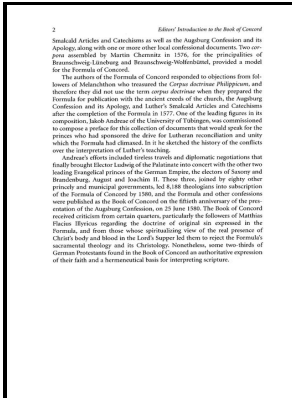 2 Editors' Introduction to the Book of Concord
Smalcald Articles and Catechisms as well as the Augsburg Confession and its
Apology, along with one or more other local confessional documents. Two cor-
pora assembled by Martin Chemnitz in 1576, for the principalities of
Braunschweig-Lüneburg and Braunschweig-Wolfenbüttel, provided a model
for the Formula of Concord.
The authors of the Formula of Concord responded to objections from fol-
lowers of Melanchthon who treasured the Corpus doctrinae Philippicum, and
therefore they did not use the term corpus doctrinae when they prepared the
Formula for publication with the ancient creeds of the church, the Augsburg
Confession and its Apology, and Luther's Smalcald Articles and Catechisms
after the completion of the Formula in 1577. One of the leading figures in its
composition, Jakob Andreae of the University of Tübingen, was commissioned
to compose a preface for this collection of documents that would speak for the
princes who had sponsored the drive for Lutheran reconciliation and unity
which the Formula had climaxed. In it he sketched the history of the conflicts
over the interpretation of Luther's teaching.
Andreae's efforts included tireless travels and diplomatic negotiations that
finally brought Elector Ludwig of the Palatinate into concert with the other two
leading Evangelical princes of the German Empire, the electors of Saxony and
Brandenburg, August and Joachim II. These three, joined by eighty other
princely and municipal governments, led 8,188 theologians into subscription
of the Formula of Concord by 1580, and the Formula and other confessions
were published as the Book of Concord on the fiftieth anniversary of the pres-
entation of the Augsburg Confession, on 25 June 1580. The Book of Concord
received criticism from certain quarters, particularly the followers of Matthias
Flacius Illyricus regarding the doctrine of original sin expressed in the
Formula, and from those whose spiritualizing view of the real presence of
Christ's body and blood in the Lord's Supper led them to reject the Formula's
sacramental theology and its Christology. Nonetheless, some two-thirds of
German Protestants found in the Book of Concord an authoritative expression
of their faith and a hermeneutical basis for interpreting scripture.